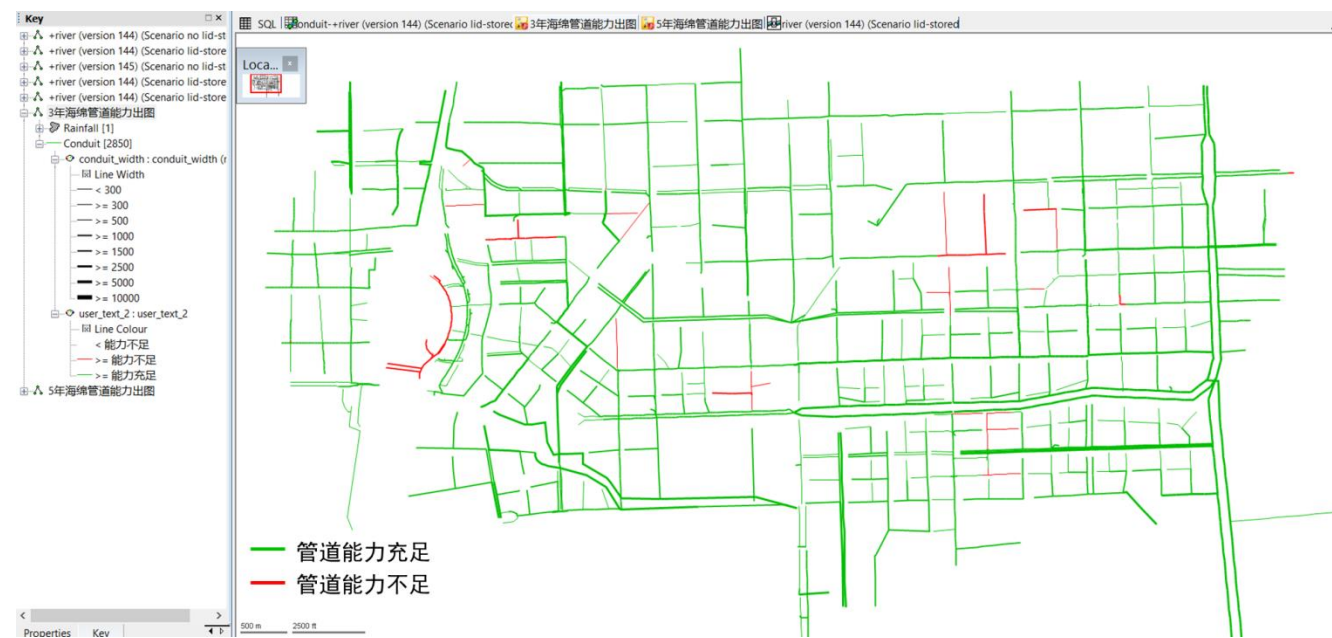 Key
+river (version 144) (Scenario no lid-st
+river (version 144) (Scenario lid-store
+river (version 145) (Scenario no lid-st
+river (version 144) (Scenario lid-store
+river (version 144) (Scenario lid-store
3年海绵管道能力出图
Rainfall [1]
Conduit [2850]
conduit_width : conduit_width (r
Line Width
< 300
>= 300
>= 500
>= 1000
>= 1500
>= 2500
>= 5000
>= 10000
user_text_2 : user_text_2
Line Colour
< 能力不足
>= 能力不足
>= 能力充足
5年海绵管道能力出图
Properties Key
SQL onduit-+river (version 144) (Scenario lid-stored 3年海绵管道能力出图 5年海绵管道能力出图 river (version 144) (Scenario lid-stored
Loca...
管道能力充足
管道能力不足
500 m 2500 ft